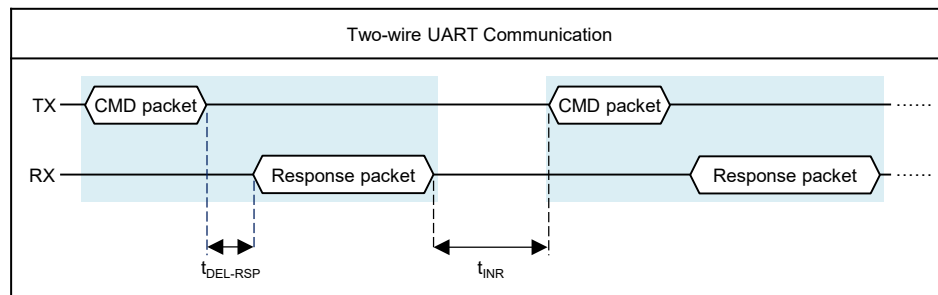 Two-wire UART Communication
TX CMD packet CMD packet ......
RX Response packet Response packet ......
tDEL-RSP tINR